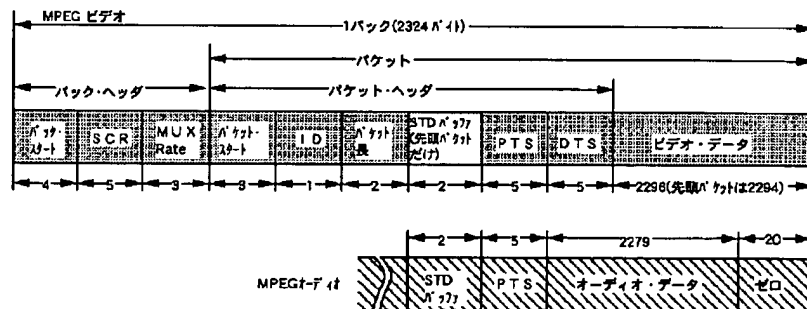 MPEG ビデオ
1パック(2324バイト)
パケット
パック・ヘッダ
パケット・ヘッダ
パック・スタート
SCR
MUX Rate
パケット・スタート
ID
パケット長
STD バッファ(先頭パケットだけ)
PTS
DTS
ビデオ・データ
4
5
3
3
1
2
2
5
5
2296(先頭パケットは2294)
2
5
2279
20
MPEGオーディオ
STD バッファ
PTS
オーディオ・データ
ゼロ